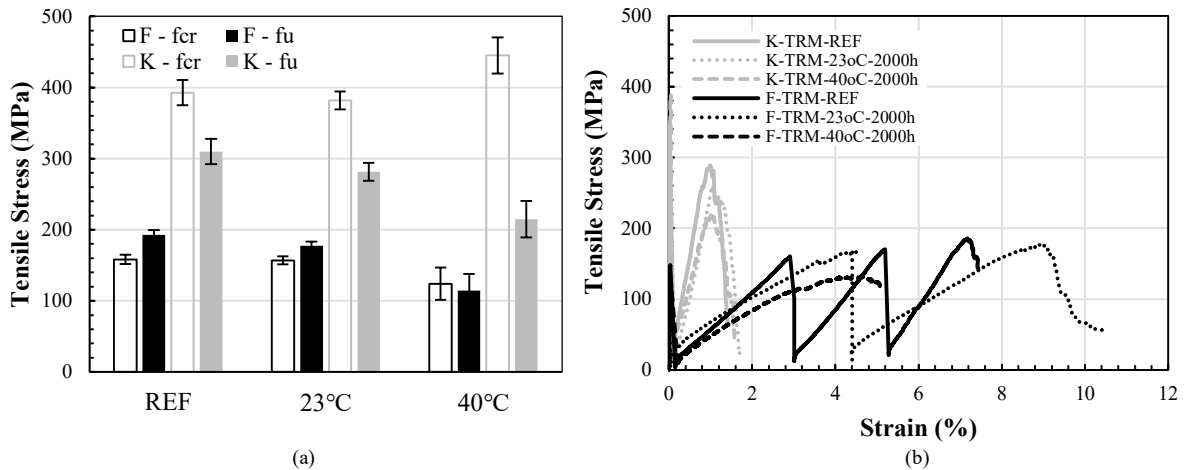 500
400
300
200
100
0
Tensile Stress (MPa)
F - fcr
F - fu
K - fcr
K - fu
REF
23°C
40°C
(a)
500
400
300
200
100
0
Tensile Stress (MPa)
K-TRM-REF
K-TRM-23oC-2000h
K-TRM-40oC-2000h
F-TRM-REF
F-TRM-23oC-2000h
F-TRM-40oC-2000h
0
2
4
6
8
10
12
Strain (%)
(b)